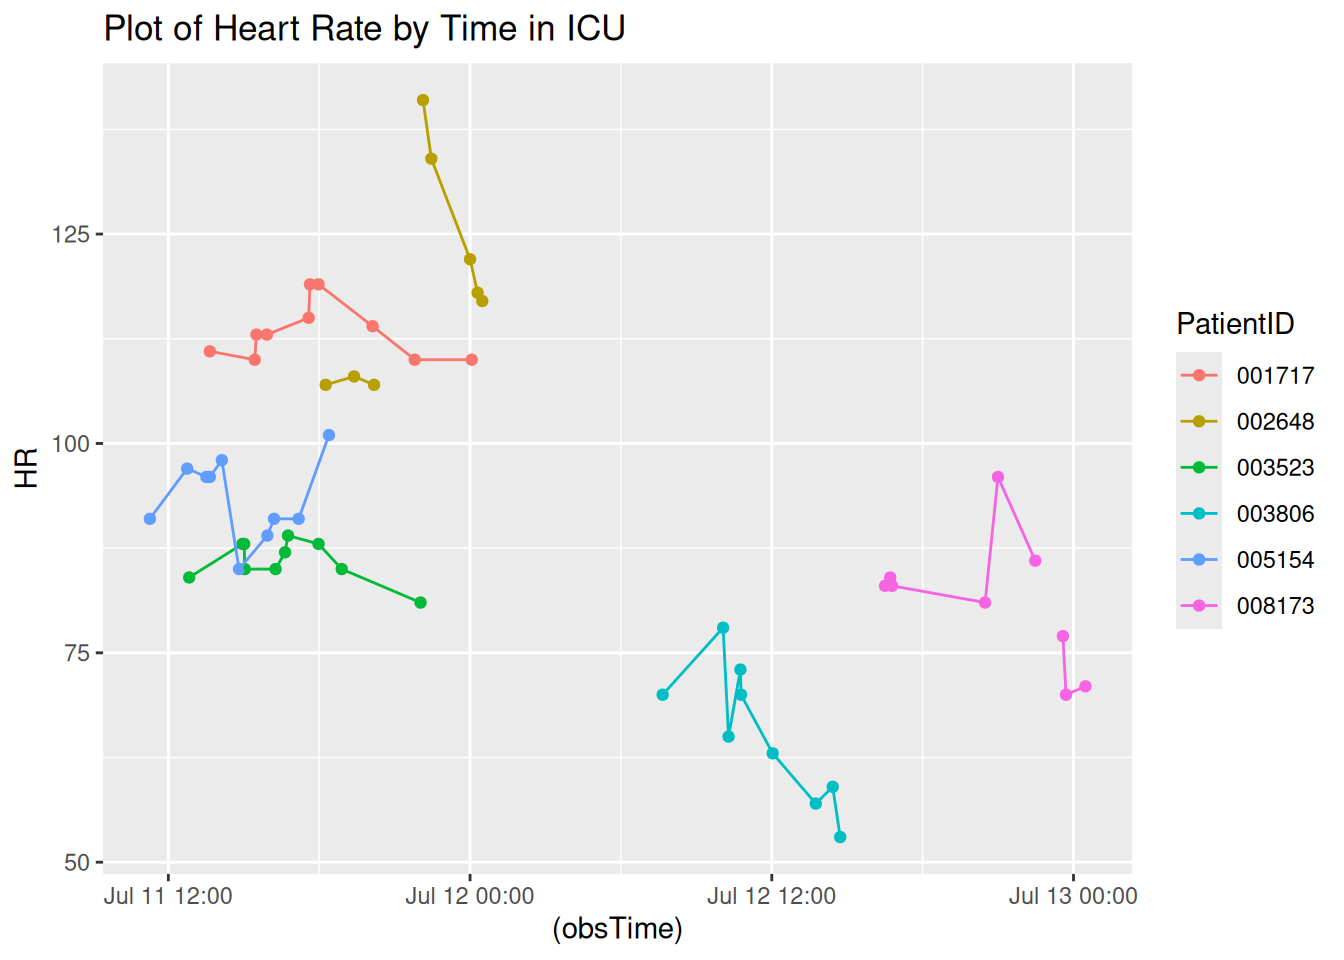 Plot of Heart Rate by Time in ICU
125
100
75
50
HR
Jul 11 12:00
Jul 12 00:00
Jul 12 12:00
Jul 13 00:00
(obsTime)
PatientID
001717
002648
003523
003806
005154
008173